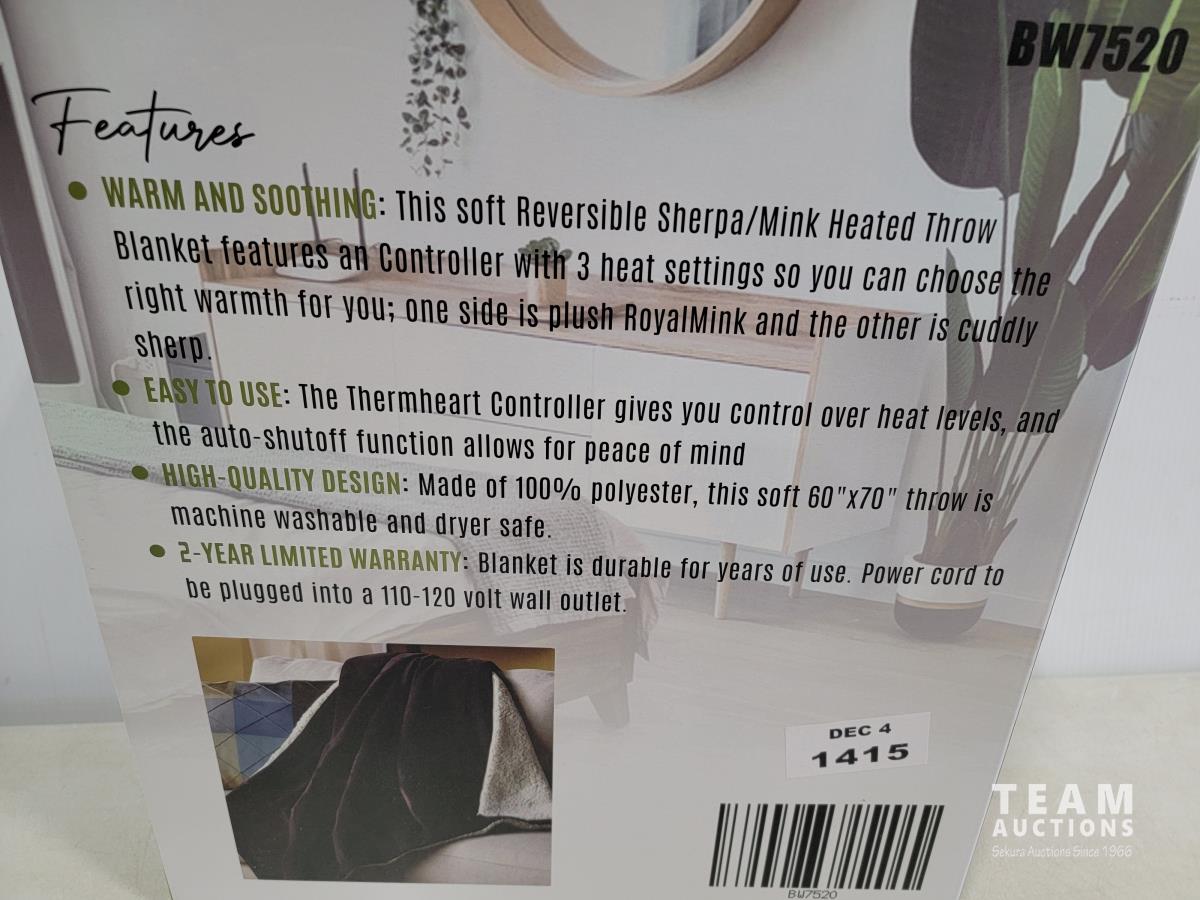 BW7520
Features
• WARM AND SOOTHING: This soft Reversible Sherpa/Mink Heated Throw
Blanket features an Controller with 3 heat settings so you can choose the
right warmth for you; one side is plush RoyalMink and the other is cuddly
sherp.
• EASY TO USE: The Thermheart Controller gives you control over heat levels, and
the auto-shutoff function allows for peace of mind
• HIGH-QUALITY DESIGN: Made of 100% polyester, this soft 60"x70" throw is
machine washable and dryer safe.
• 2-YEAR LIMITED WARRANTY: Blanket is durable for years of use. Power cord to
be plugged into a 110-120 volt wall outlet.
DEC 4
1415
BW7520
TEAM
AUCTIONS
Sekura Auctions Since 1966